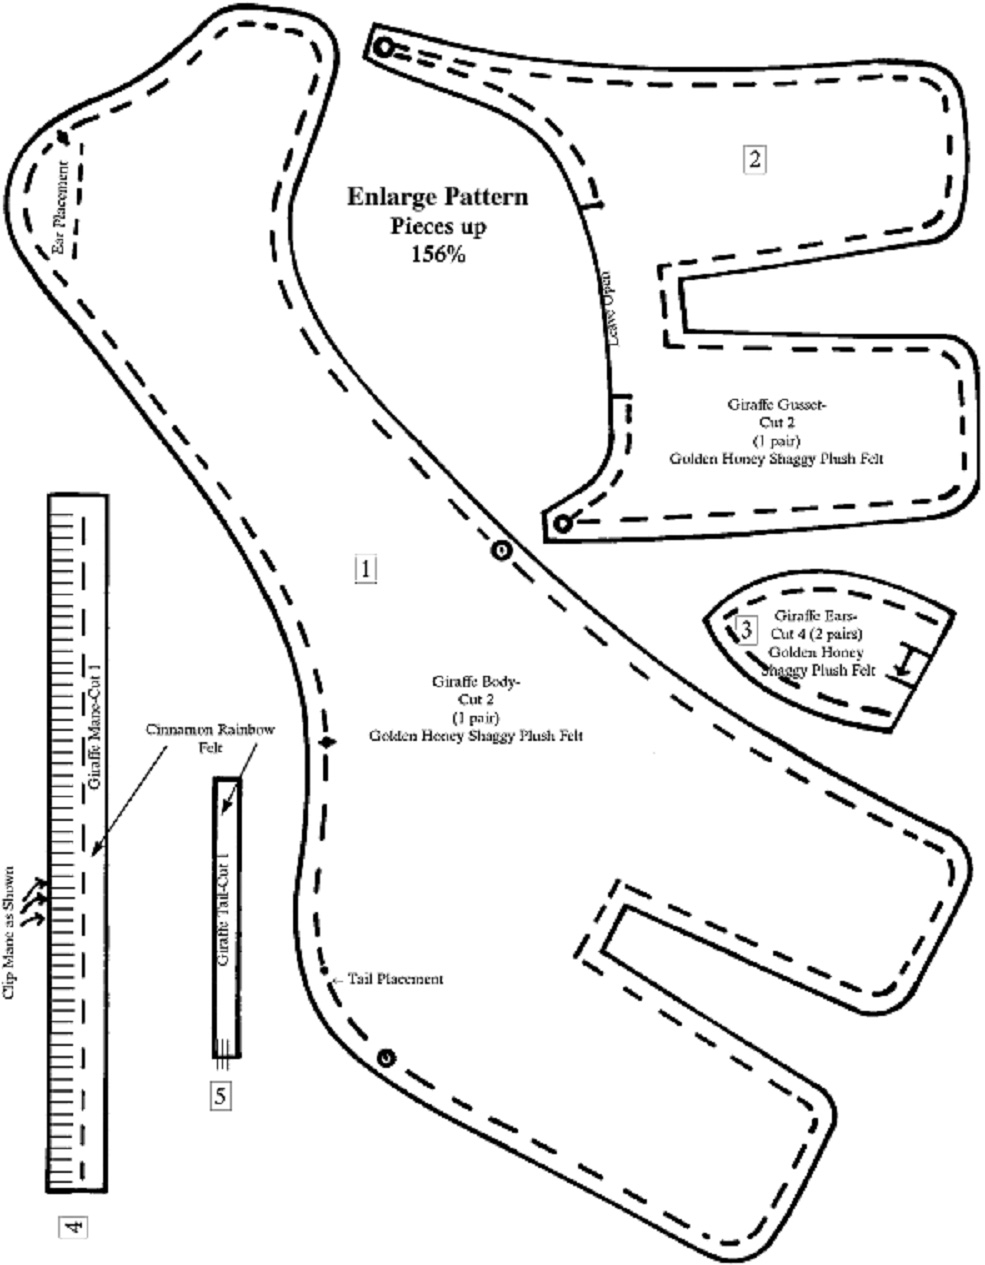 Enlarge Pattern
Pieces up
156%
2
Ear Placement
Leave Open
Giraffe Gusset-
Cut 2
(1 pair)
Golden Honey Shaggy Plush Felt
1
3
Giraffe Ears-
Cut 4 (2 pairs)
Golden Honey
Shaggy Plush Felt
Giraffe Body-
Cut 2
(1 pair)
Golden Honey Shaggy Plush Felt
Giraffe Mane-Cut 1
Cinnamon Rainbow
Felt
Giraffe Tail-Cut 1
Clip Mane as Shown
Tail Placement
5
4